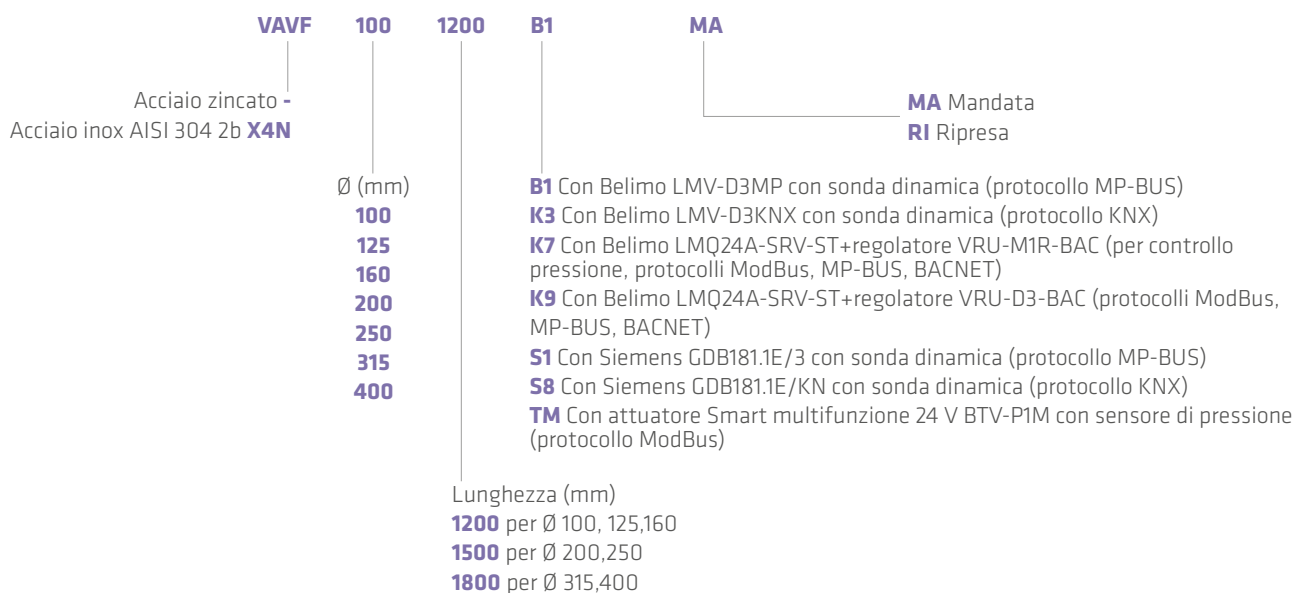 VAVF 100 1200 B1 MA
Acciaio zincato -
Acciaio inox AISI 304 2b X4N
MA Mandata
RI Ripresa
Ø (mm)
100
125
160
200
250
315
400
B1 Con Belimo LMV-D3MP con sonda dinamica (protocollo MP-BUS)
K3 Con Belimo LMV-D3KNX con sonda dinamica (protocollo KNX)
K7 Con Belimo LMQ24A-SRV-ST+regolatore VRU-M1R-BAC (per controllo
pressione, protocolli ModBus, MP-BUS, BACNET)
K9 Con Belimo LMQ24A-SRV-ST+regolatore VRU-D3-BAC (protocolli ModBus,
MP-BUS, BACNET)
S1 Con Siemens GDB181.1E/3 con sonda dinamica (protocollo MP-BUS)
S8 Con Siemens GDB181.1E/KN con sonda dinamica (protocollo KNX)
TM Con attuatore Smart multifunzione 24 V BTV-P1M con sensore di pressione
(protocollo ModBus)
Lunghezza (mm)
1200 per Ø 100, 125,160
1500 per Ø 200,250
1800 per Ø 315,400